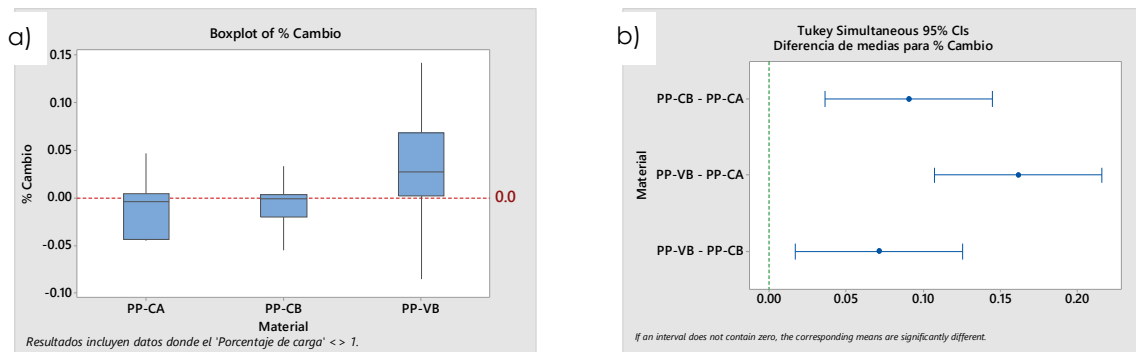 a)
Boxplot of % Cambio
0.15
0.10
0.05
0.00
-0.05
-0.10
% Cambio
0.0
PP-CA PP-CB PP-VB
Material
Resultados incluyen datos donde el 'Porcentaje de carga' <> 1.
b)
Tukey Simultaneous 95% CIs
Diferencia de medias para % Cambio
Material
PP-CB - PP-CA
PP-VB - PP-CA
PP-VB - PP-CB
0.00 0.05 0.10 0.15 0.20
If an interval does not contain zero, the corresponding means are significantly different.